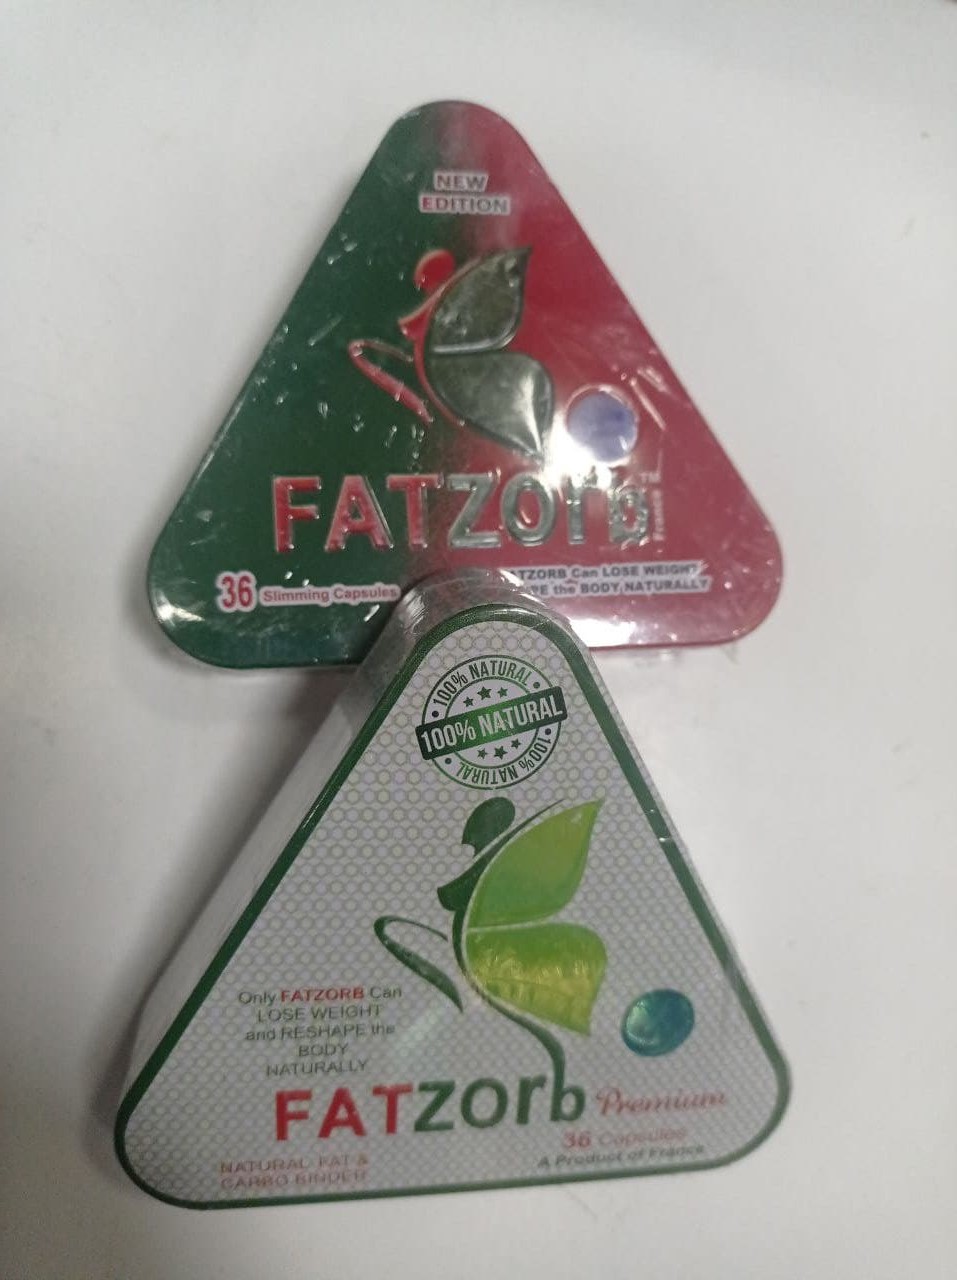 NEW
EDITION
FATzorb™
36 Slimming Capsules
Can LOSE WEIGHT
the BODY NATURALLY
100% NATURAL
100% NATURAL
100% NATURAL
Only FATZORB Can
LOSE WEIGHT
and RESHAPE the
BODY
NATURALLY
FATzorb Premium
36 Capsules
A Product of France
NATURAL FAT &
CARBO BINDER